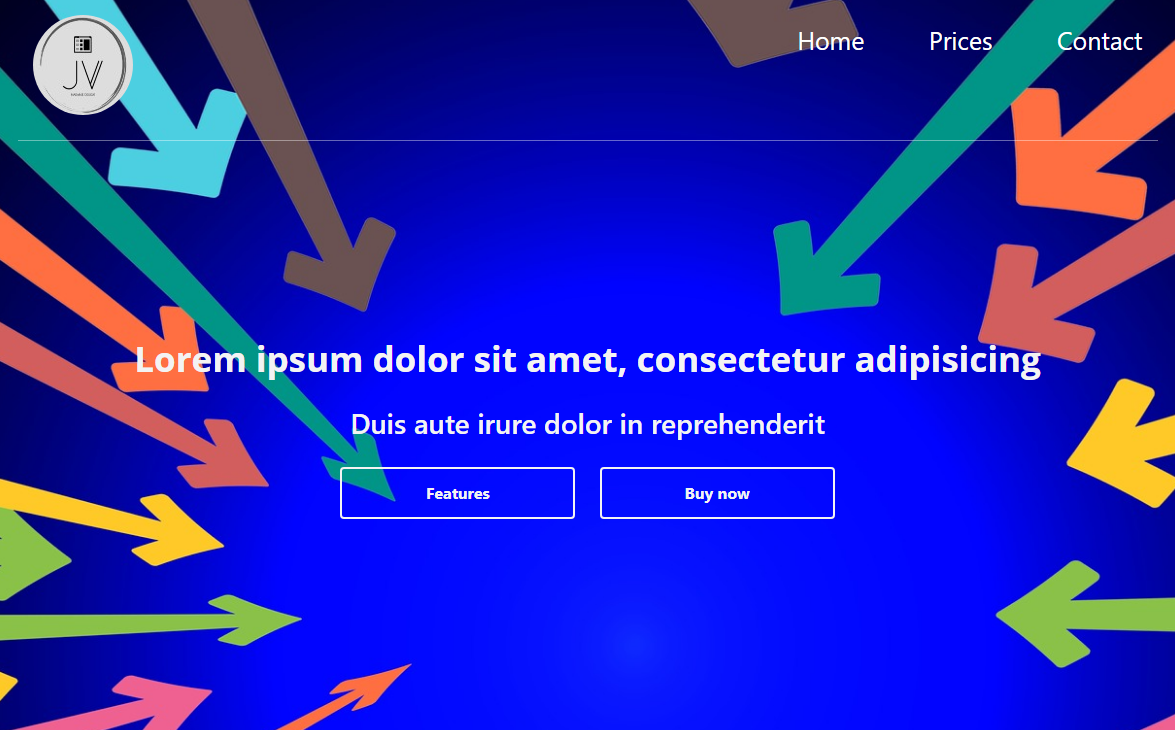 JV
Home Prices Contact
Lorem ipsum dolor sit amet, consectetur adipisicing
Duis aute irure dolor in reprehenderit
Features Buy now